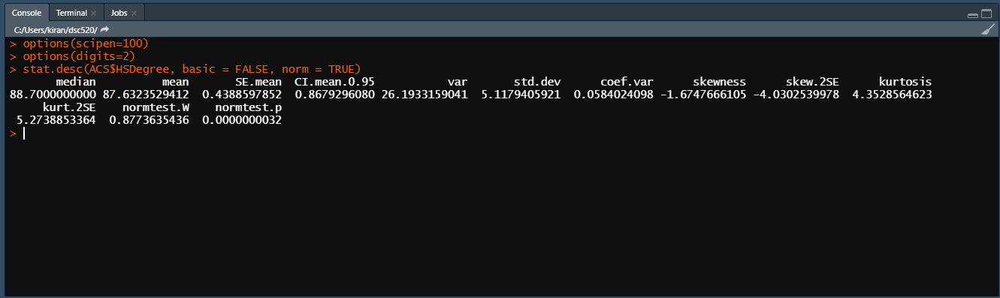 Console Terminal Jobs
C:/Users/kiran/dsc520/
> options(scipen=100)
> options(digits=2)
> stat.desc(ACS$HSDegree, basic = FALSE, norm = TRUE)
median mean SE.mean CI.mean.0.95 var std.dev coef.var skewness skew.2SE kurtosis
88.7000000000 87.6323529412 0.4388597852 0.8679296080 26.1933159041 5.1179405921 0.0584024098 -1.6747666105 -4.0302539978 4.3528564623
kurt.2SE normtest.W normtest.p
5.2738853364 0.8773635436 0.0000000032
>